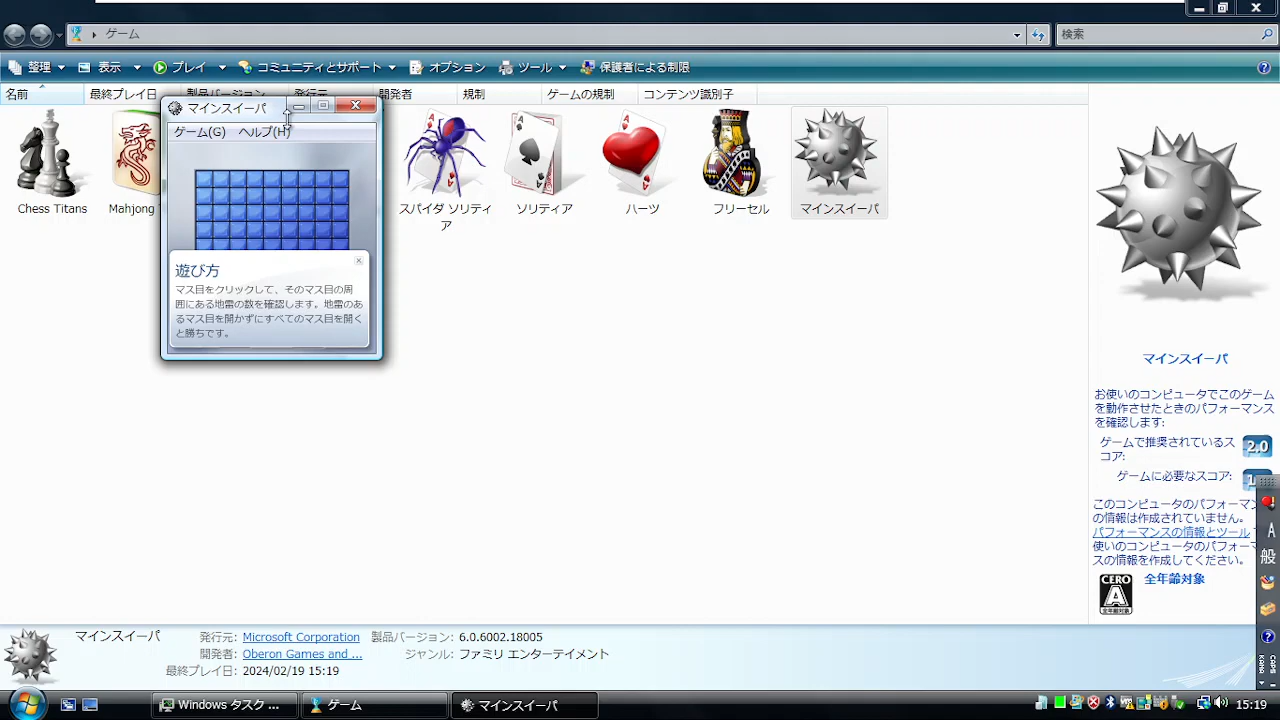 ゲーム
検索
整理
表示
プレイ
コミュニティとサポート
オプション
ツール
保護者による制限
名前
最終プレイ日
製品バージョン
発行元
開発者
規制
ゲームの規制
コンテンツ識別子
マインスイーパ
ゲーム(G) ヘルプ(H)
遊び方
マス目をクリックして、そのマス目の周
囲にある地雷の数を確認します。地雷のあ
るマス目を開かずにすべてのマス目を開く
と勝ちです。
Chess Titans
Mahjong
スパイダ ソリティ
ア
ソリティア
ハーツ
フリーセル
マインスイーパ
マインスイーパ
お使いのコンピュータでこのゲーム
を動作させたときのパフォーマンス
を確認します:
ゲームで推奨されているス
コア:
2.0
ゲームに必要なスコア:
このコンピュータのパフォーマン
の情報は作成されていません。
パフォーマンスの情報とツール
使いのコンピュータのパフォーマ
スの情報を作成してください。
CERO
A
全年齢対象
全年齢対象
A
般
KANA
CAPS
マインスイーパ
発行元: Microsoft Corporation
製品バージョン: 6.0.6002.18005
開発者: Oberon Games and ...
ジャンル: ファミリ エンターテイメント
最終プレイ日: 2024/02/19 15:19
Windows タスク ...
ゲーム
マインスイーパ
15:19